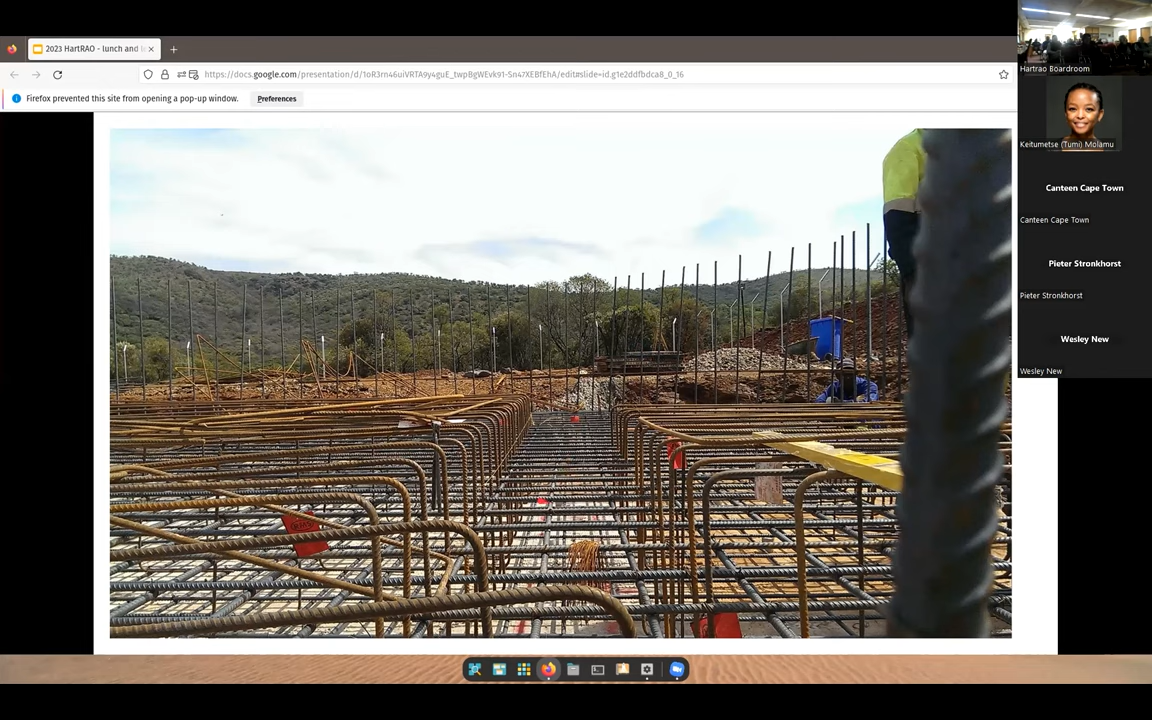 2023 HartRAO - lunch and l
https://docs.google.com/presentation/d/1oR3rn46uiVRTA9y4guE_twpBgWEvk91-Sn47XEBfEhA/edit#slide=id.g1e2ddfbdca8_0_16
Firefox prevented this site from opening a pop-up window.
Preferences
Hartrao Boardroom
Keitumetse (Tumi) Molamu
Canteen Cape Town
Canteen Cape Town
Pieter Stronkhorst
Pieter Stronkhorst
Wesley New
Wesley New